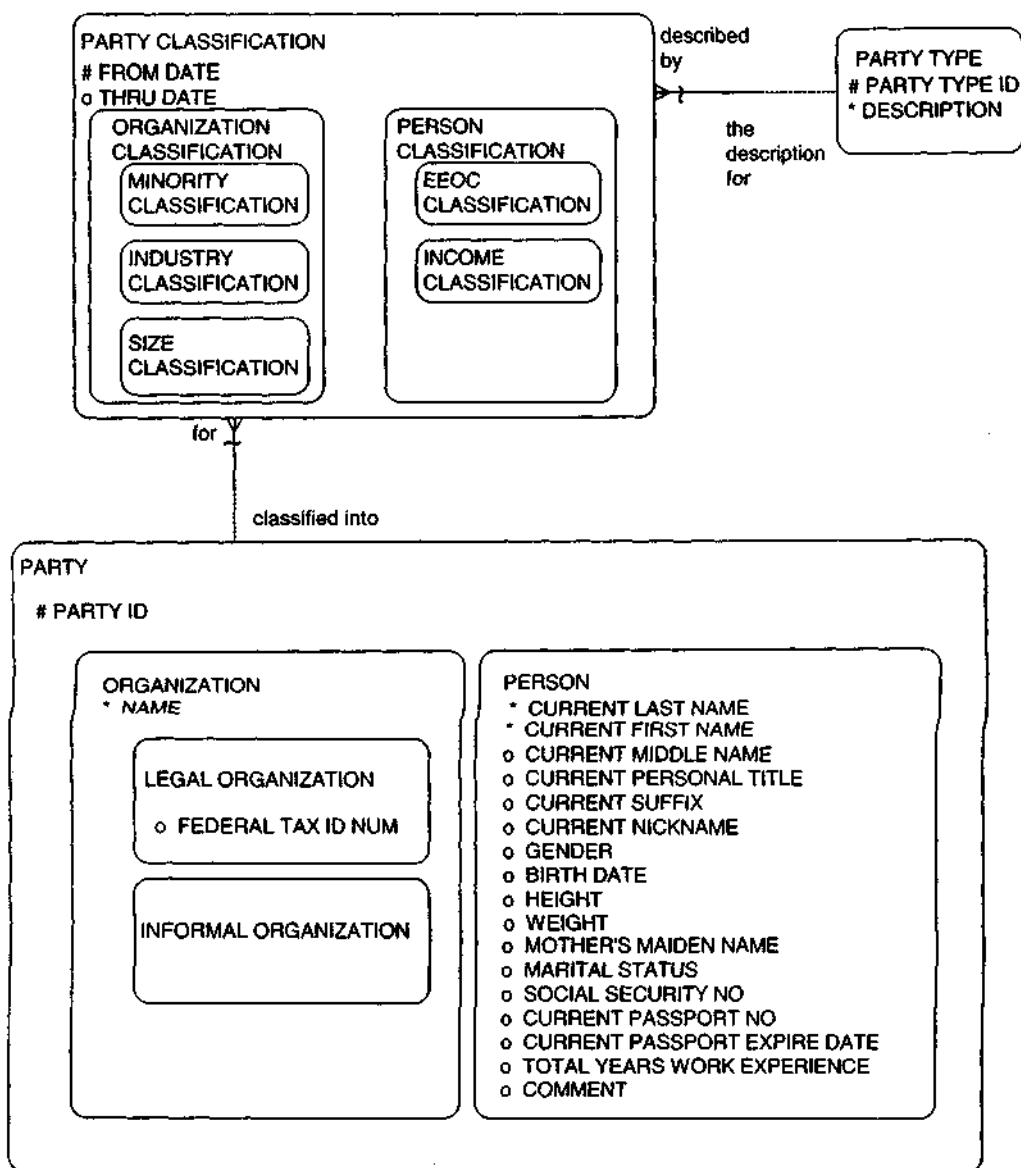 PARTY CLASSIFICATION
# FROM DATE
o THRU DATE
ORGANIZATION
CLASSIFICATION
MINORITY
CLASSIFICATION
INDUSTRY
CLASSIFICATION
SIZE
CLASSIFICATION
PERSON
CLASSIFICATION
EEOC
CLASSIFICATION
INCOME
CLASSIFICATION
described
by
the
description
for
PARTY TYPE
# PARTY TYPE ID
* DESCRIPTION
for
classified into
PARTY
# PARTY ID
ORGANIZATION
* NAME
LEGAL ORGANIZATION
o FEDERAL TAX ID NUM
INFORMAL ORGANIZATION
PERSON
* CURRENT LAST NAME
* CURRENT FIRST NAME
o CURRENT MIDDLE NAME
o CURRENT PERSONAL TITLE
o CURRENT SUFFIX
o CURRENT NICKNAME
o GENDER
o BIRTH DATE
o HEIGHT
o WEIGHT
o MOTHER'S MAIDEN NAME
o MARITAL STATUS
o SOCIAL SECURITY NO
o CURRENT PASSPORT NO
o CURRENT PASSPORT EXPIRE DATE
o TOTAL YEARS WORK EXPERIENCE
o COMMENT